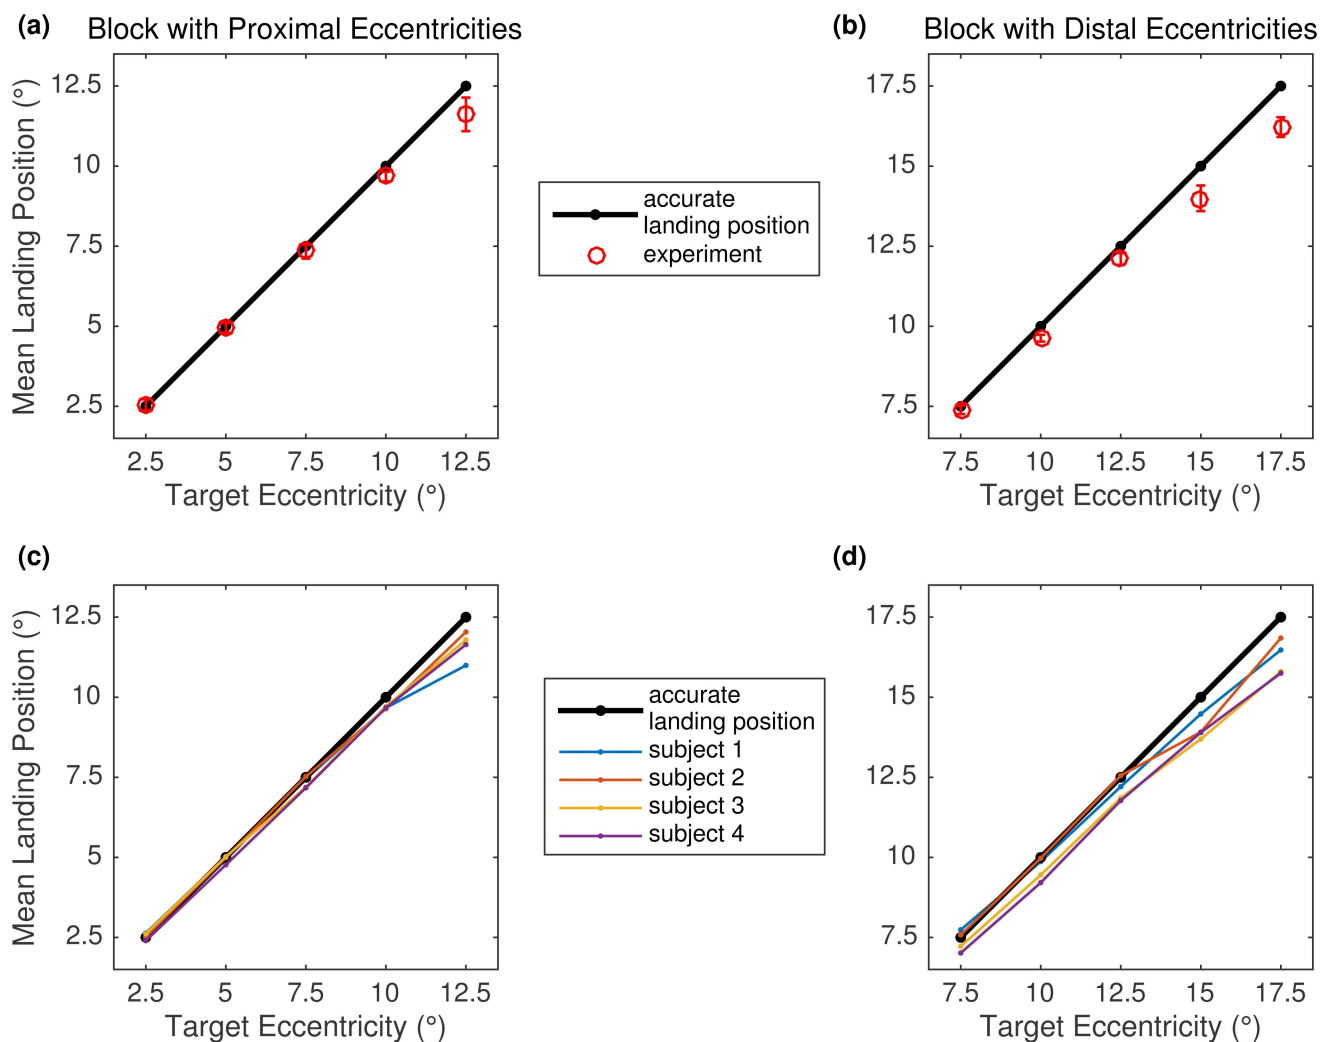 (a) Block with Proximal Eccentricities
Mean Landing Position (°)
12.5
10
7.5
5
2.5
2.5 5 7.5 10 12.5
Target Eccentricity (°)
accurate
landing position
experiment
(b) Block with Distal Eccentricities
17.5
15
12.5
10
7.5
7.5 10 12.5 15 17.5
Target Eccentricity (°)
(c)
Mean Landing Position (°)
12.5
10
7.5
5
2.5
2.5 5 7.5 10 12.5
Target Eccentricity (°)
accurate
landing position
subject 1
subject 2
subject 3
subject 4
(d)
17.5
15
12.5
10
7.5
7.5 10 12.5 15 17.5
Target Eccentricity (°)